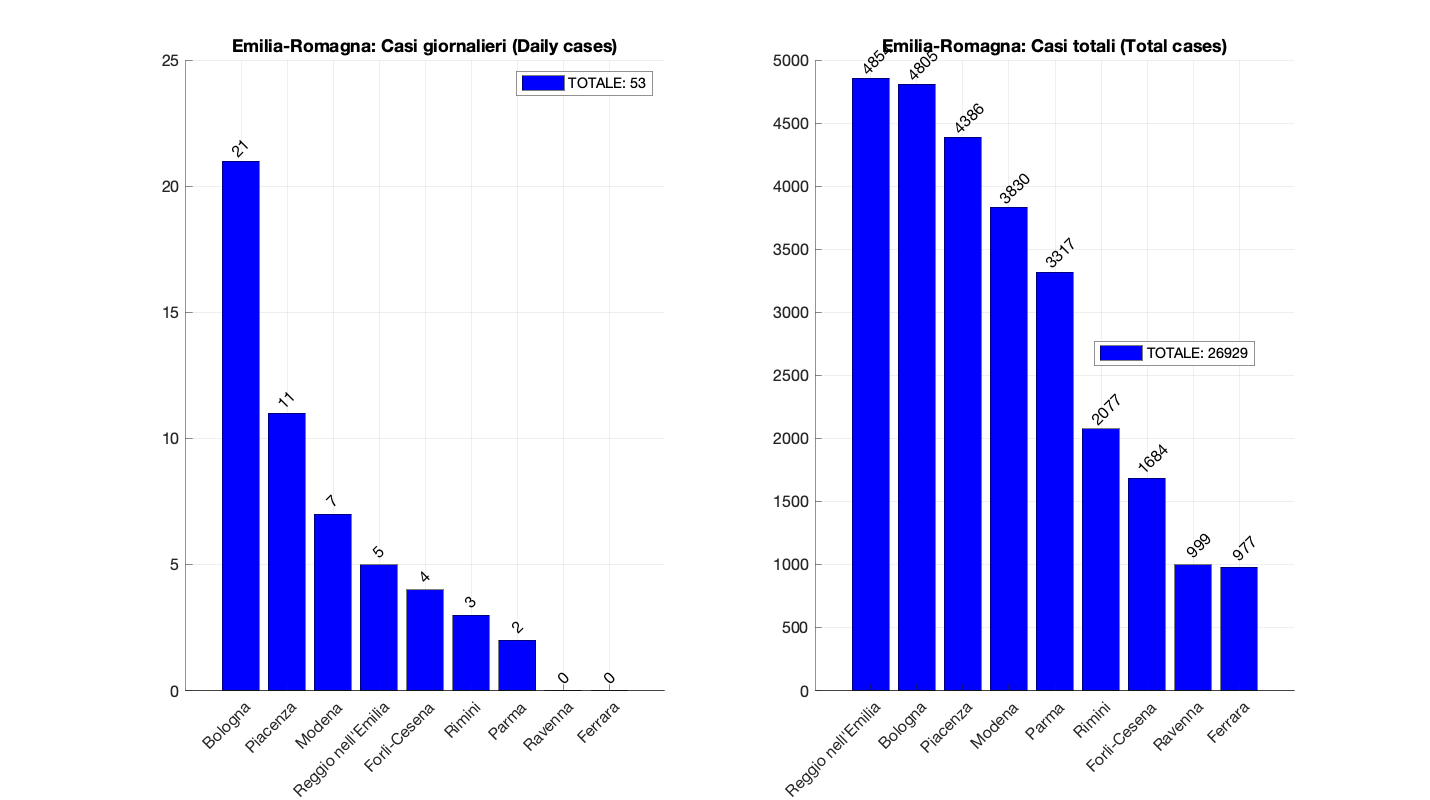 Emilia-Romagna: Casi giornalieri (Daily cases)
25
20
15
10
5
0
TOTALE: 53
21
11
7
5
4
3
2
0
0
Bologna
Piacenza
Modena
Reggio nell'Emilia
Forlì-Cesena
Rimini
Parma
Ravenna
Ferrara
Emilia-Romagna: Casi totali (Total cases)
5000
4500
4000
3500
3000
2500
2000
1500
1000
500
0
4854
4805
4386
3830
3317
2077
1684
999
977
TOTALE: 26929
Reggio nell'Emilia
Bologna
Piacenza
Modena
Parma
Rimini
Forlì-Cesena
Ravenna
Ferrara